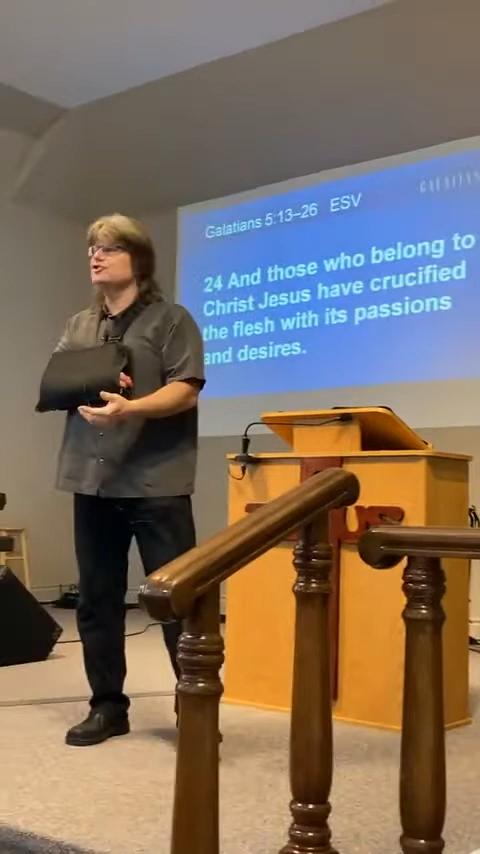 GALATIANS
Galatians 5:13–26 ESV
24 And those who belong to
Christ Jesus have crucified
the flesh with its passions
and desires.